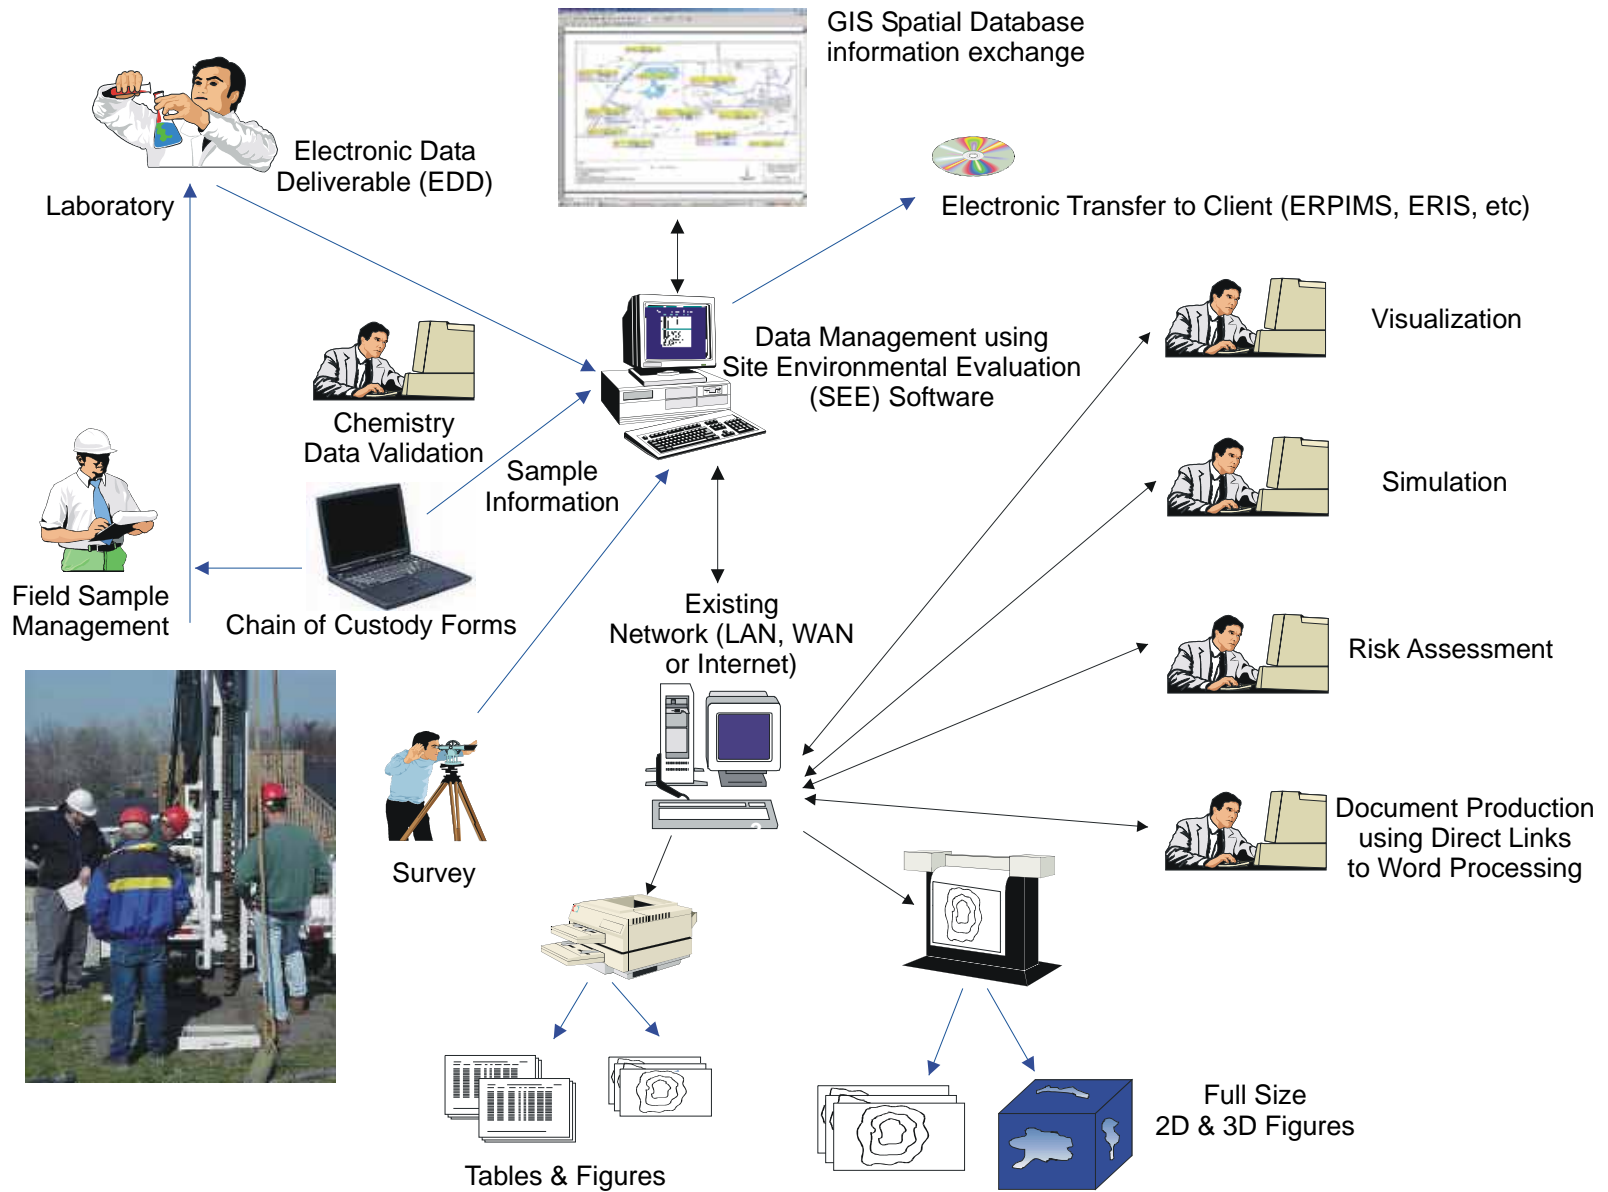 GIS Spatial Database
information exchange
Electronic Data
Deliverable (EDD)
Laboratory
Electronic Transfer to Client (ERPIMS, ERIS, etc)
Data Management using
Site Environmental Evaluation
(SEE) Software
Visualization
Chemistry
Data Validation
Sample
Information
Simulation
Field Sample
Management
Chain of Custody Forms
Existing
Network (LAN, WAN
or Internet)
Risk Assessment
Survey
Document Production
using Direct Links
to Word Processing
Full Size
2D & 3D Figures
Tables & Figures